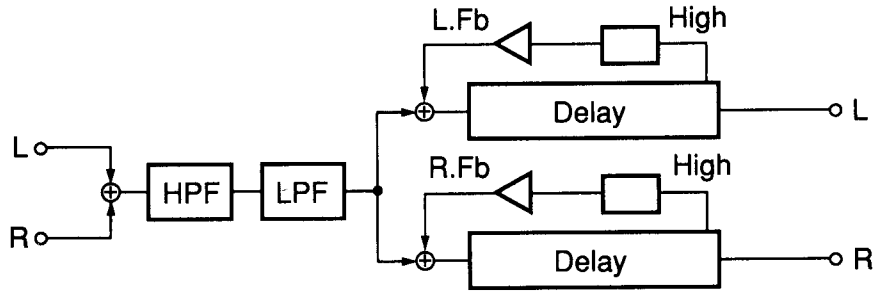 L.Fb
High
Delay
L
L
HPF
LPF
R
R.Fb
High
Delay
R